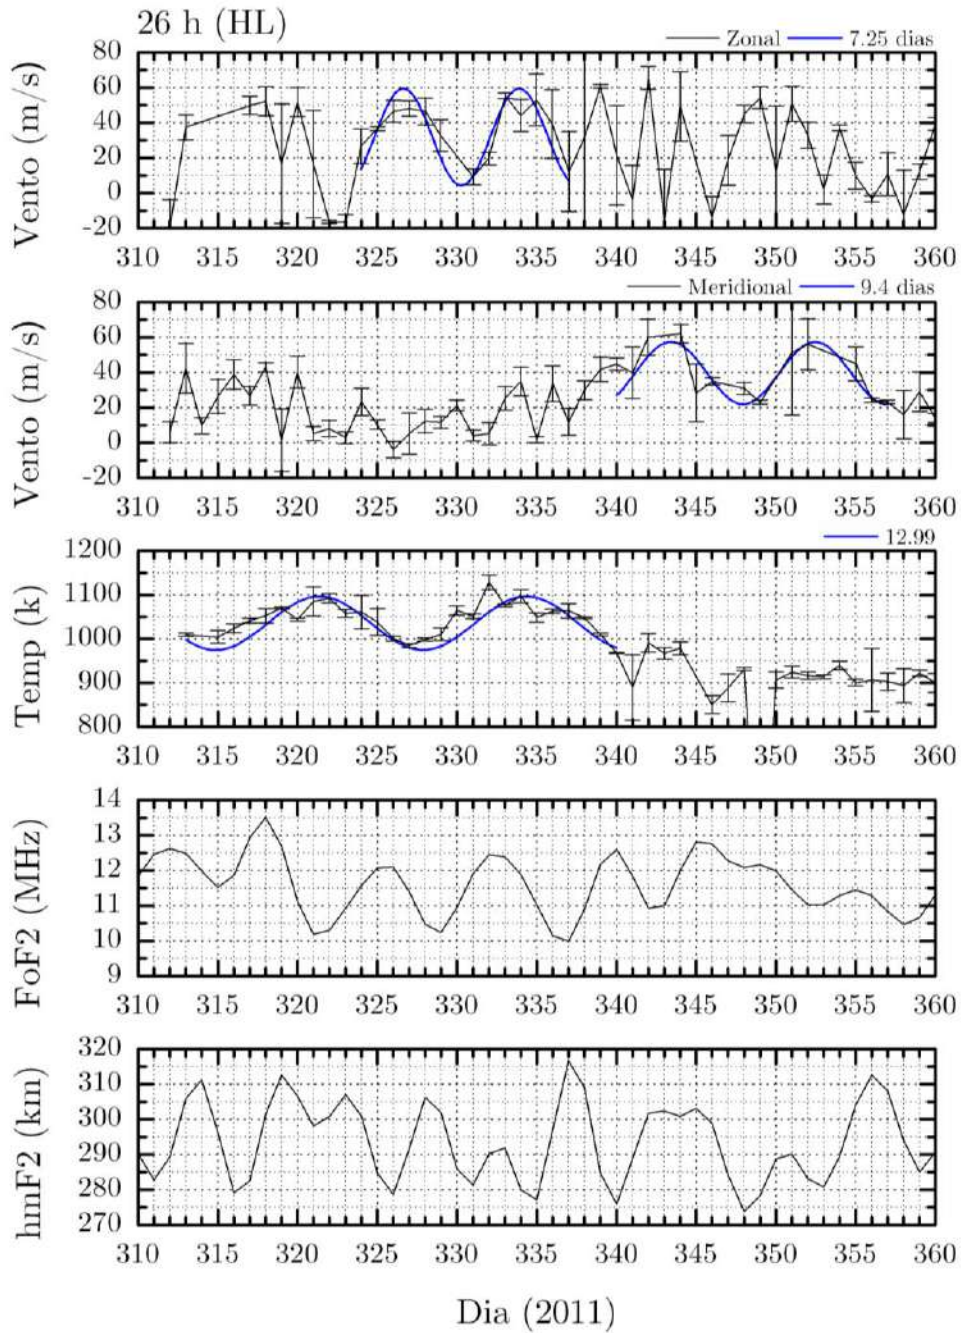 26 h (HL)
Zonal 7.25 dias
Vento (m/s)
80
60
40
20
0
-20
310 315 320 325 330 335 340 345 350 355 360
Meridional 9.4 dias
Vento (m/s)
80
60
40
20
0
-20
310 315 320 325 330 335 340 345 350 355 360
12.99
Temp (k)
1200
1100
1000
900
800
310 315 320 325 330 335 340 345 350 355 360
FoF2 (MHz)
14
13
12
11
10
9
310 315 320 325 330 335 340 345 350 355 360
hmF2 (km)
320
310
300
290
280
270
310 315 320 325 330 335 340 345 350 355 360
Dia (2011)